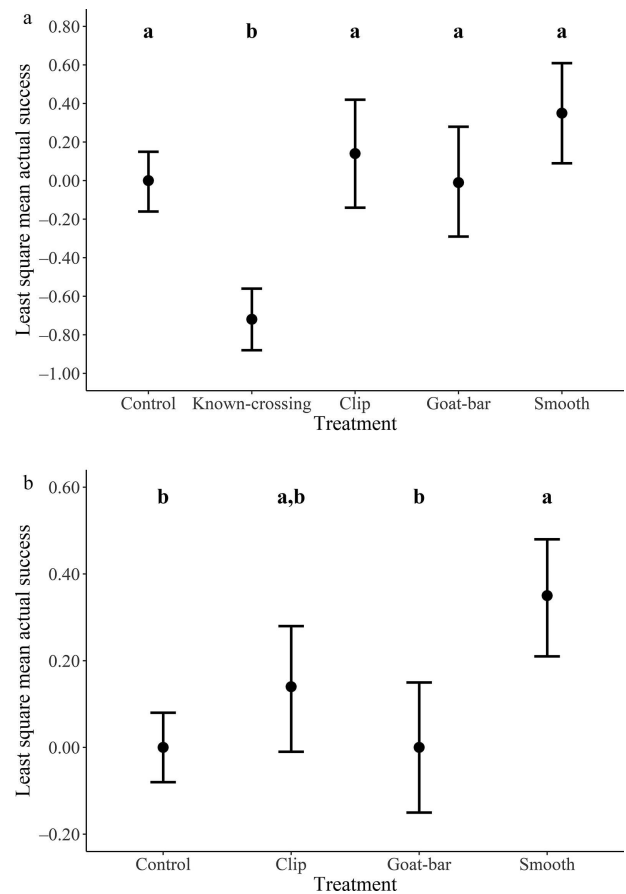 a
a b a a a
0.80
0.60
0.40
0.20
0.00
–0.20
–0.40
–0.60
–0.80
–1.00
Least square mean actual success
Control Known-crossing Clip Goat-bar Smooth
Treatment
b
b a,b b a
0.60
0.40
0.20
0.00
–0.20
Least square mean actual success
Control Clip Goat-bar Smooth
Treatment